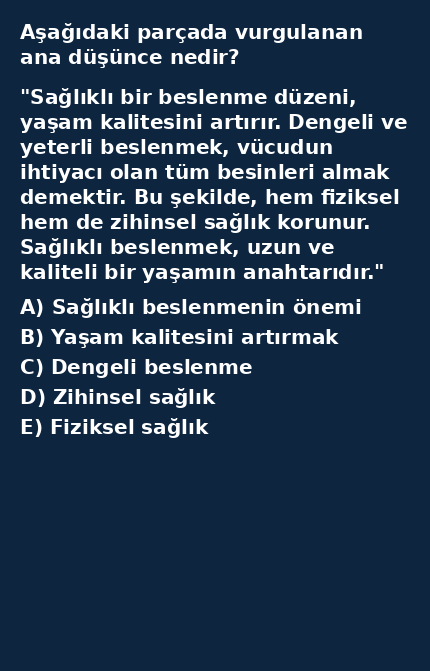 Aşağıdaki parçada vurgulanan
ana düşünce nedir?
"Sağlıklı bir beslenme düzeni,
yaşam kalitesini artırır. Dengeli ve
yeterli beslenmek, vücudun
ihtiyacı olan tüm besinleri almak
demektir. Bu şekilde, hem fiziksel
hem de zihinsel sağlık korunur.
Sağlıklı beslenmek, uzun ve
kaliteli bir yaşamın anahtarıdır."
A) Sağlıklı beslenmenin önemi
B) Yaşam kalitesini artırmak
C) Dengeli beslenme
D) Zihinsel sağlık
E) Fiziksel sağlık